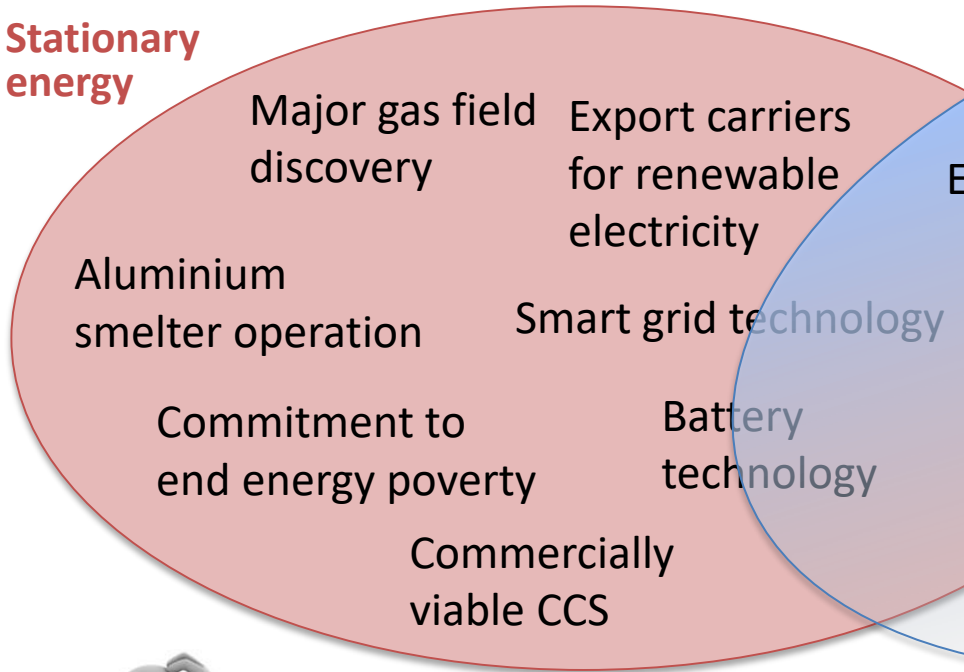 Stationary
energy
Major gas field
discovery
Export carriers
for renewable
electricity
E
Aluminium
smelter operation
Smart grid technology
Commitment to
end energy poverty
Battery
technology
Commercially
viable CCS